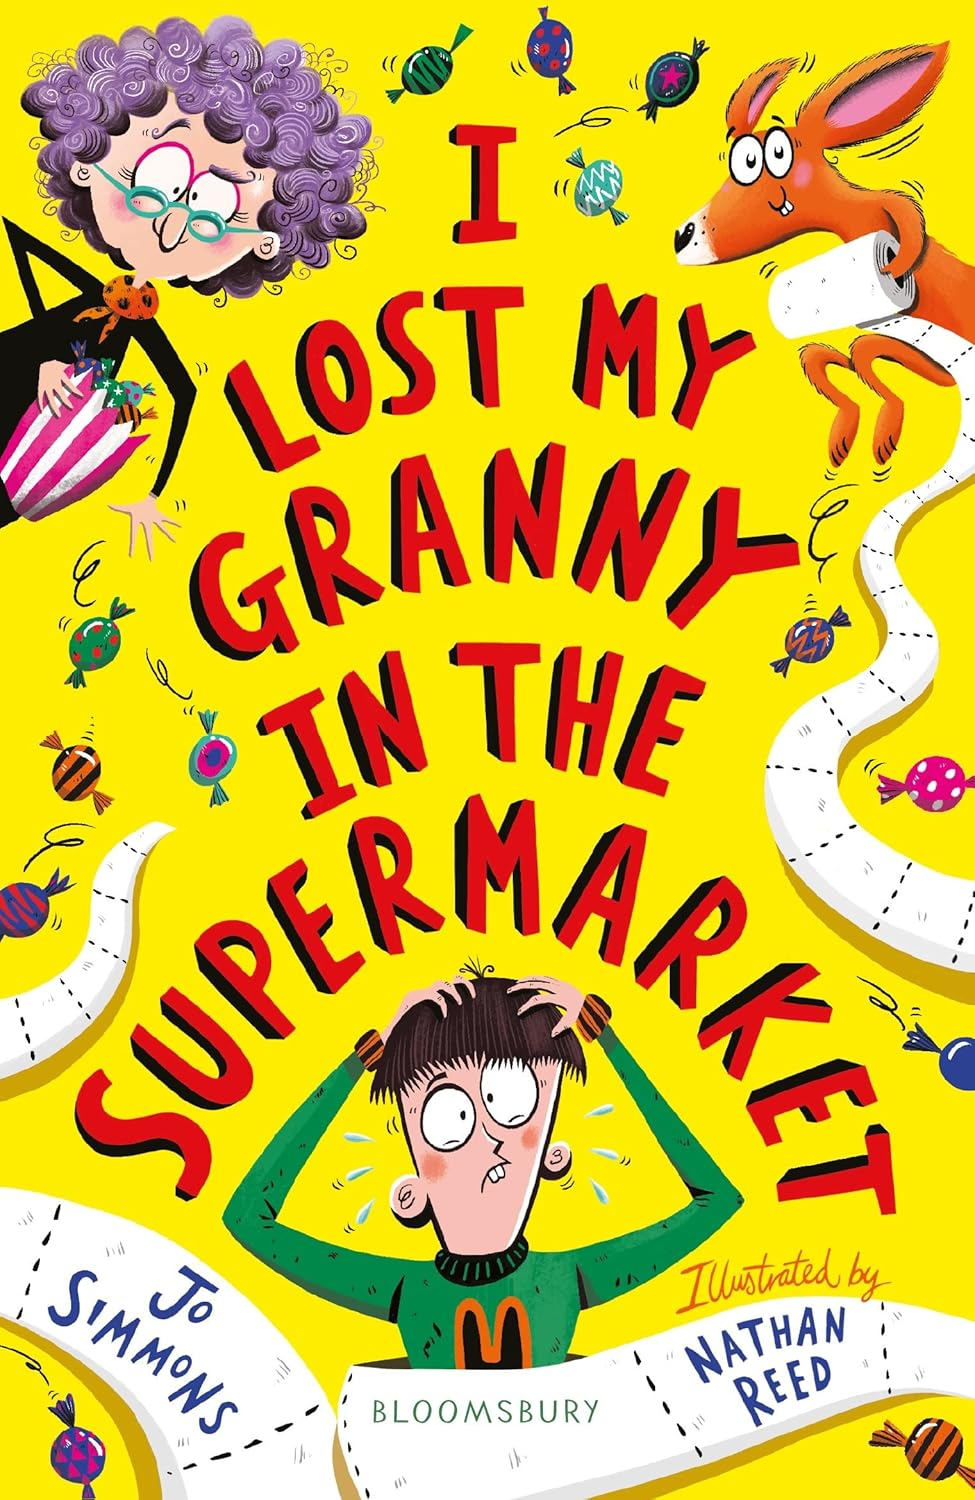 I
LOST MY
GRANNY
IN THE
SUPERMARKET
M
JO
SIMMONS
Illustrated by
NATHAN
REED
BLOOMSBURY